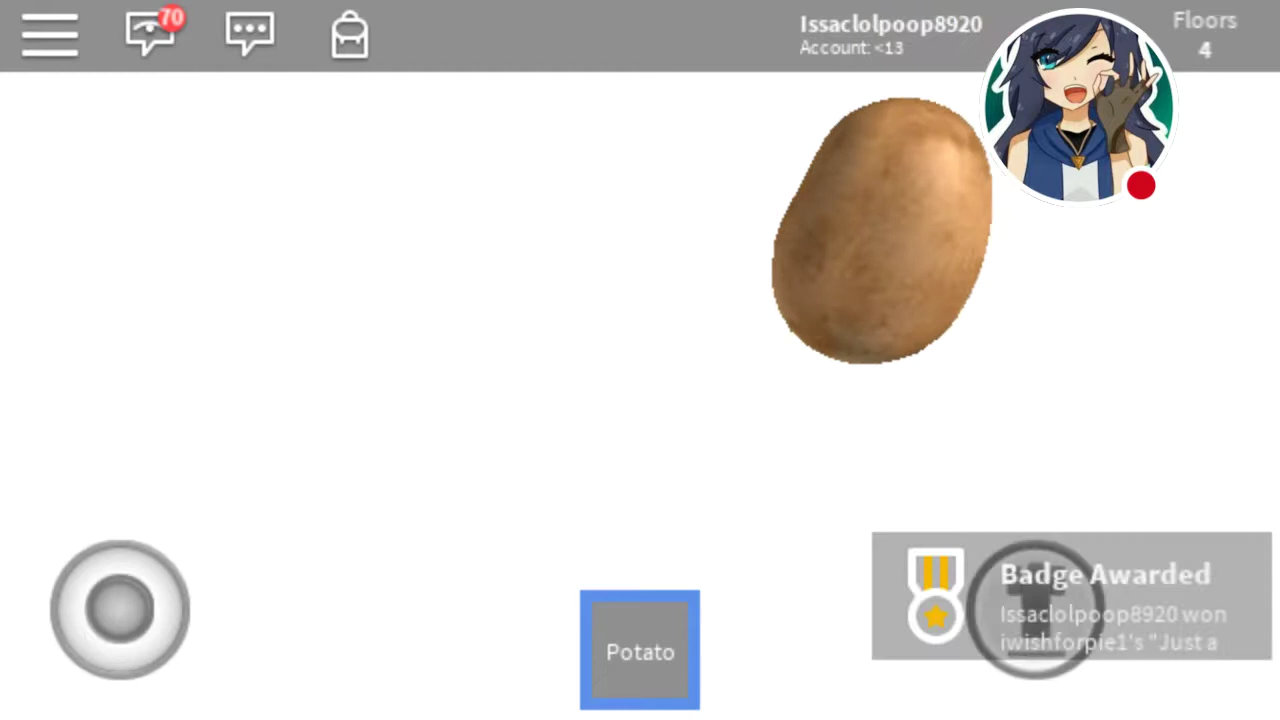 70
Issaclolpoop8920
Account: <13
Floors
4
Potato
Badge Awarded
Issaclolpoop8920 won
iwishforpie1's "Just a